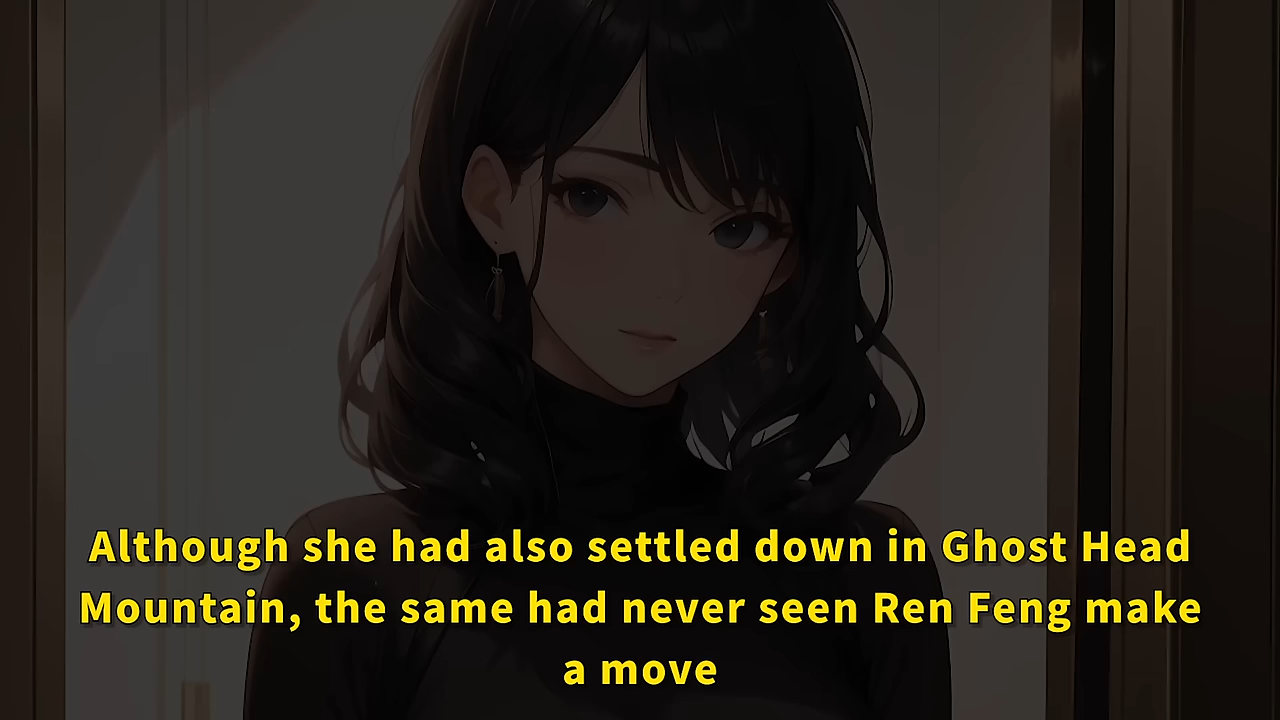 Although she had also settled down in Ghost Head
Mountain, the same had never seen Ren Feng make
a move